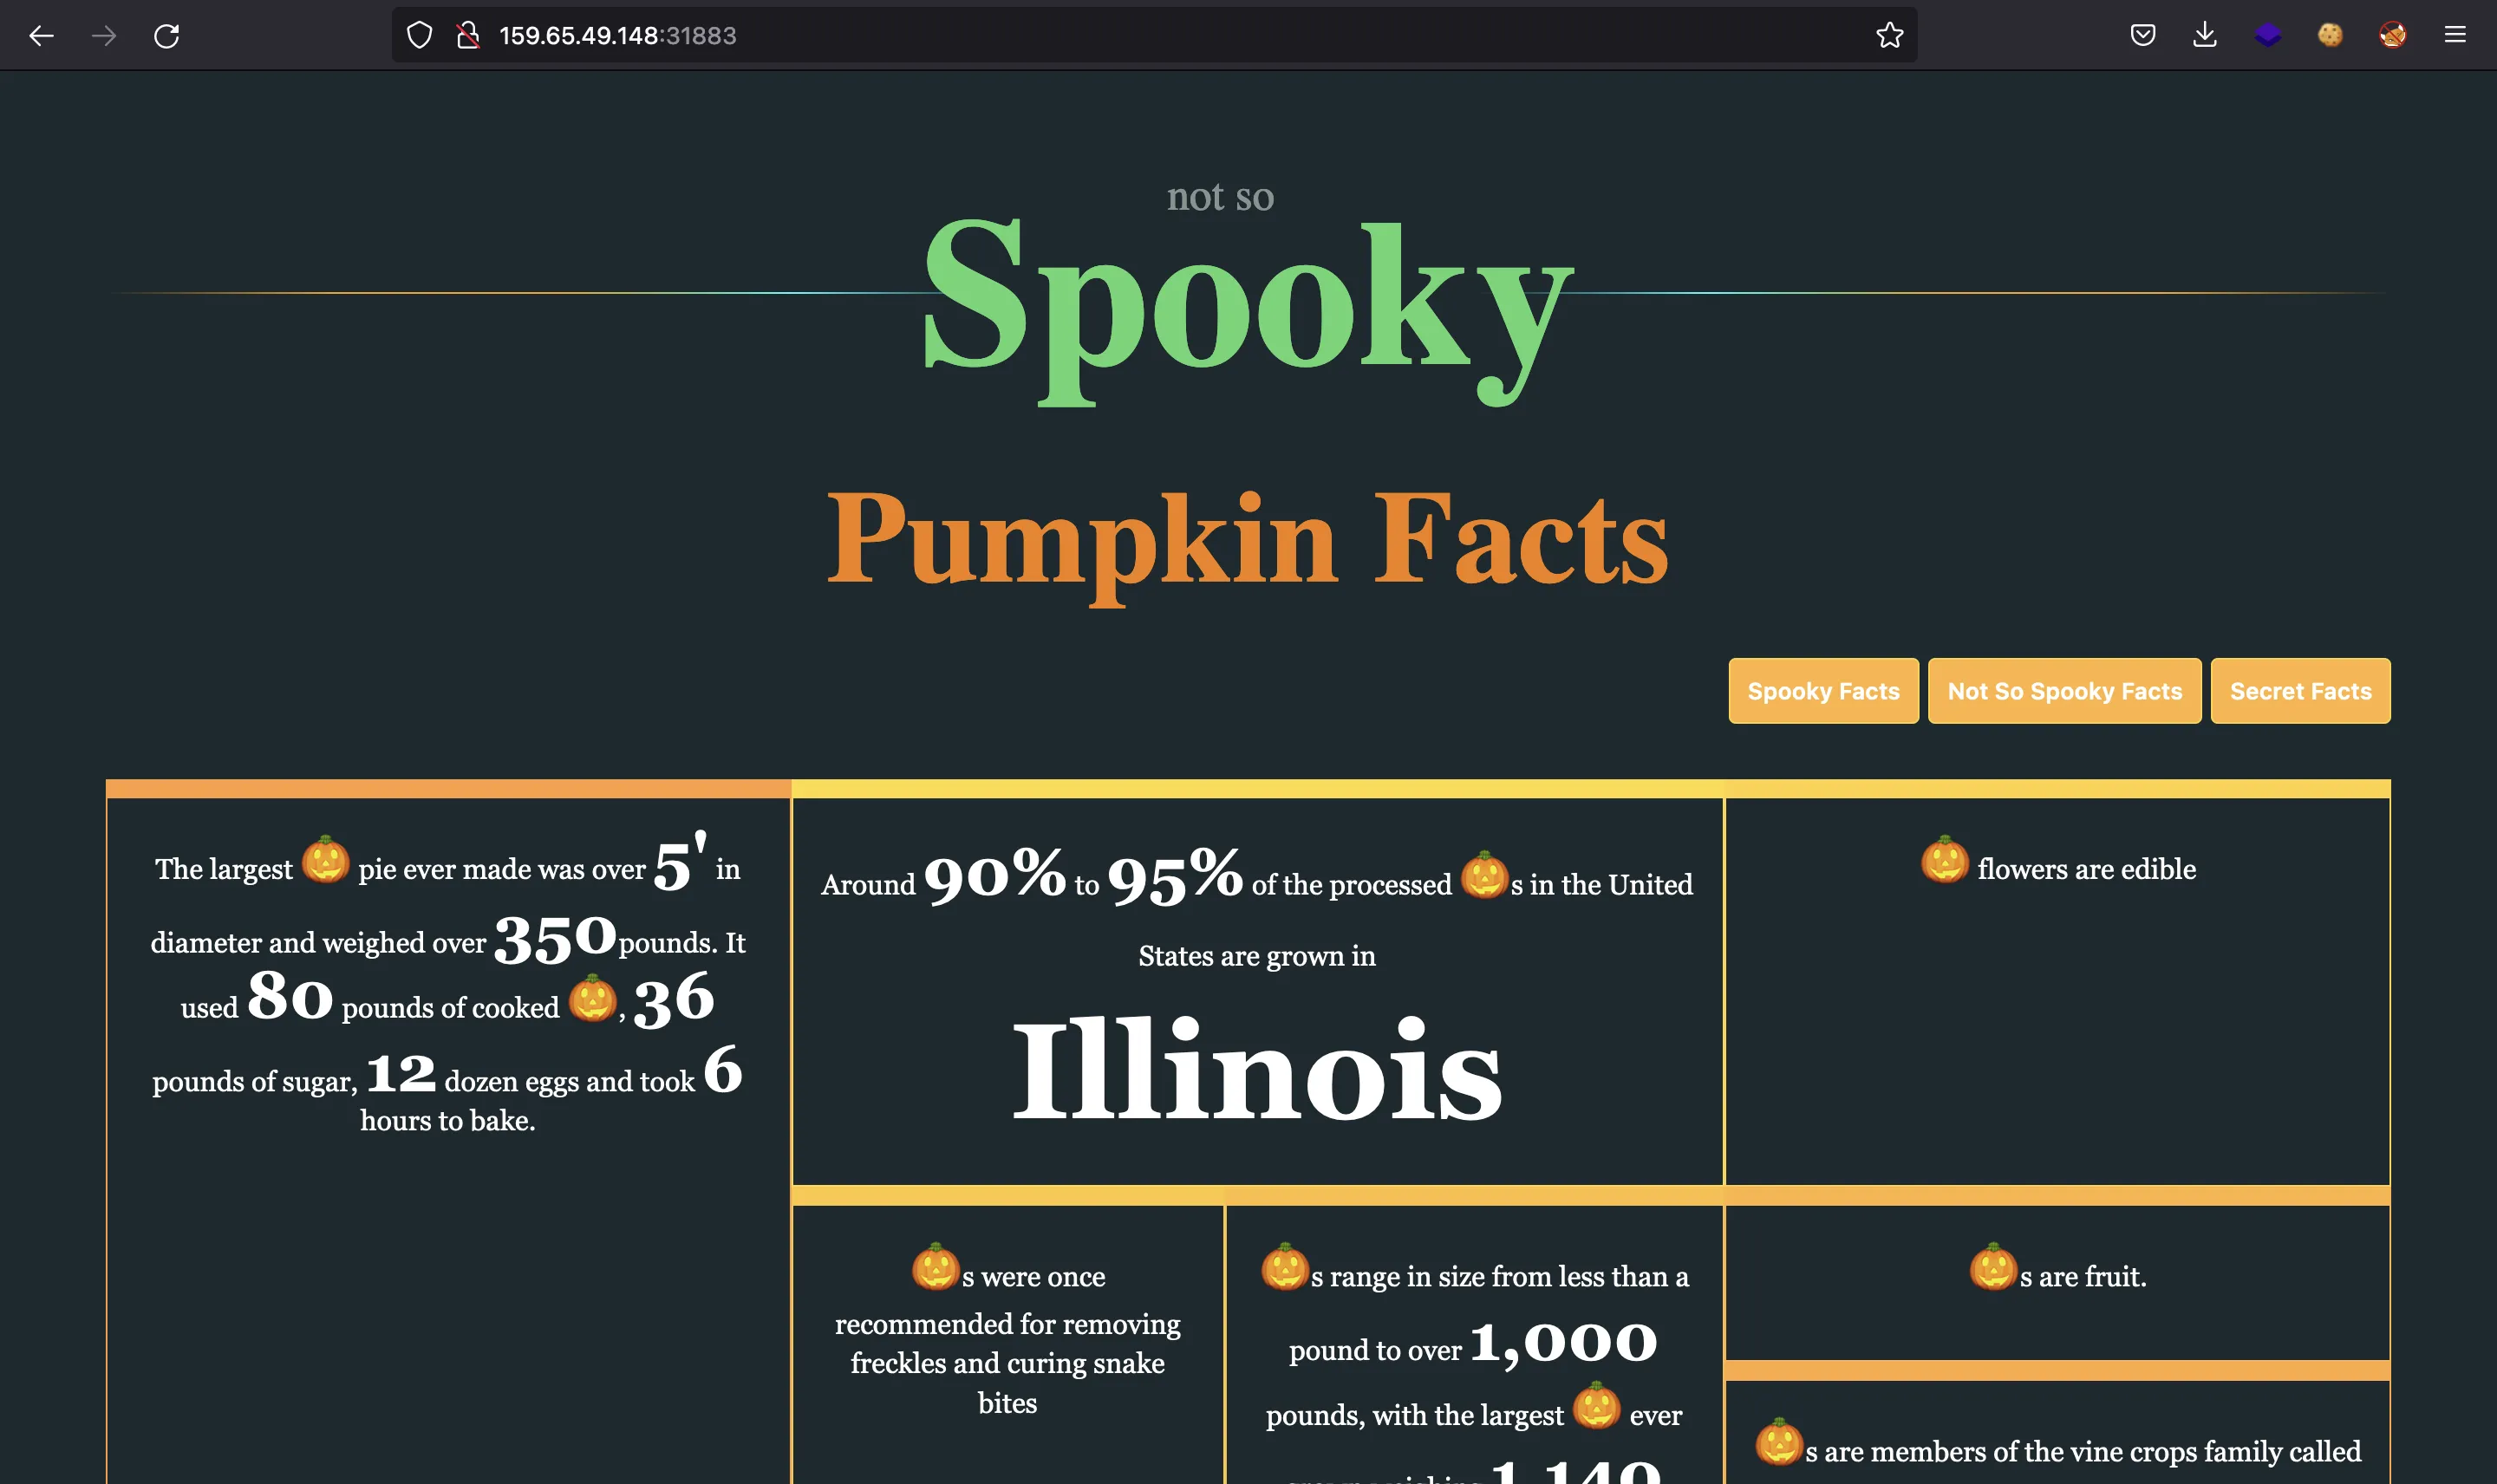 159.65.49.148:31883
not so
Spooky
Pumpkin Facts
Spooky Facts
Not So Spooky Facts
Secret Facts
The largest 🎃 pie ever made was over 5' in
diameter and weighed over 350 pounds. It
used 80 pounds of cooked 🎃, 36
pounds of sugar, 12 dozen eggs and took 6
hours to bake.
Around 90% to 95% of the processed 🎃s in the United
States are grown in
Illinois
🎃 flowers are edible
🎃s were once
recommended for removing
freckles and curing snake
bites
🎃s range in size from less than a
pound to over 1,000
pounds, with the largest 🎃 ever
🎃s are fruit.
🎃s are members of the vine crops family called